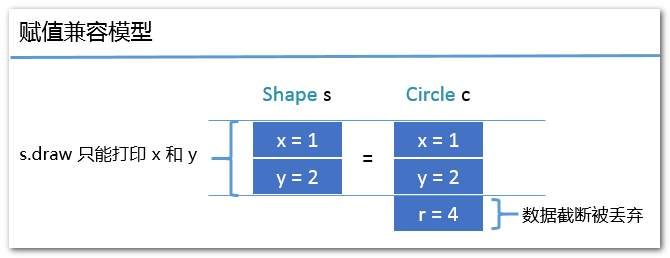 赋值兼容模型
Shape s
Circle c
s.draw 只能打印 x 和 y
x = 1
=
x = 1
y = 2
y = 2
r = 4
数据截断被丢弃